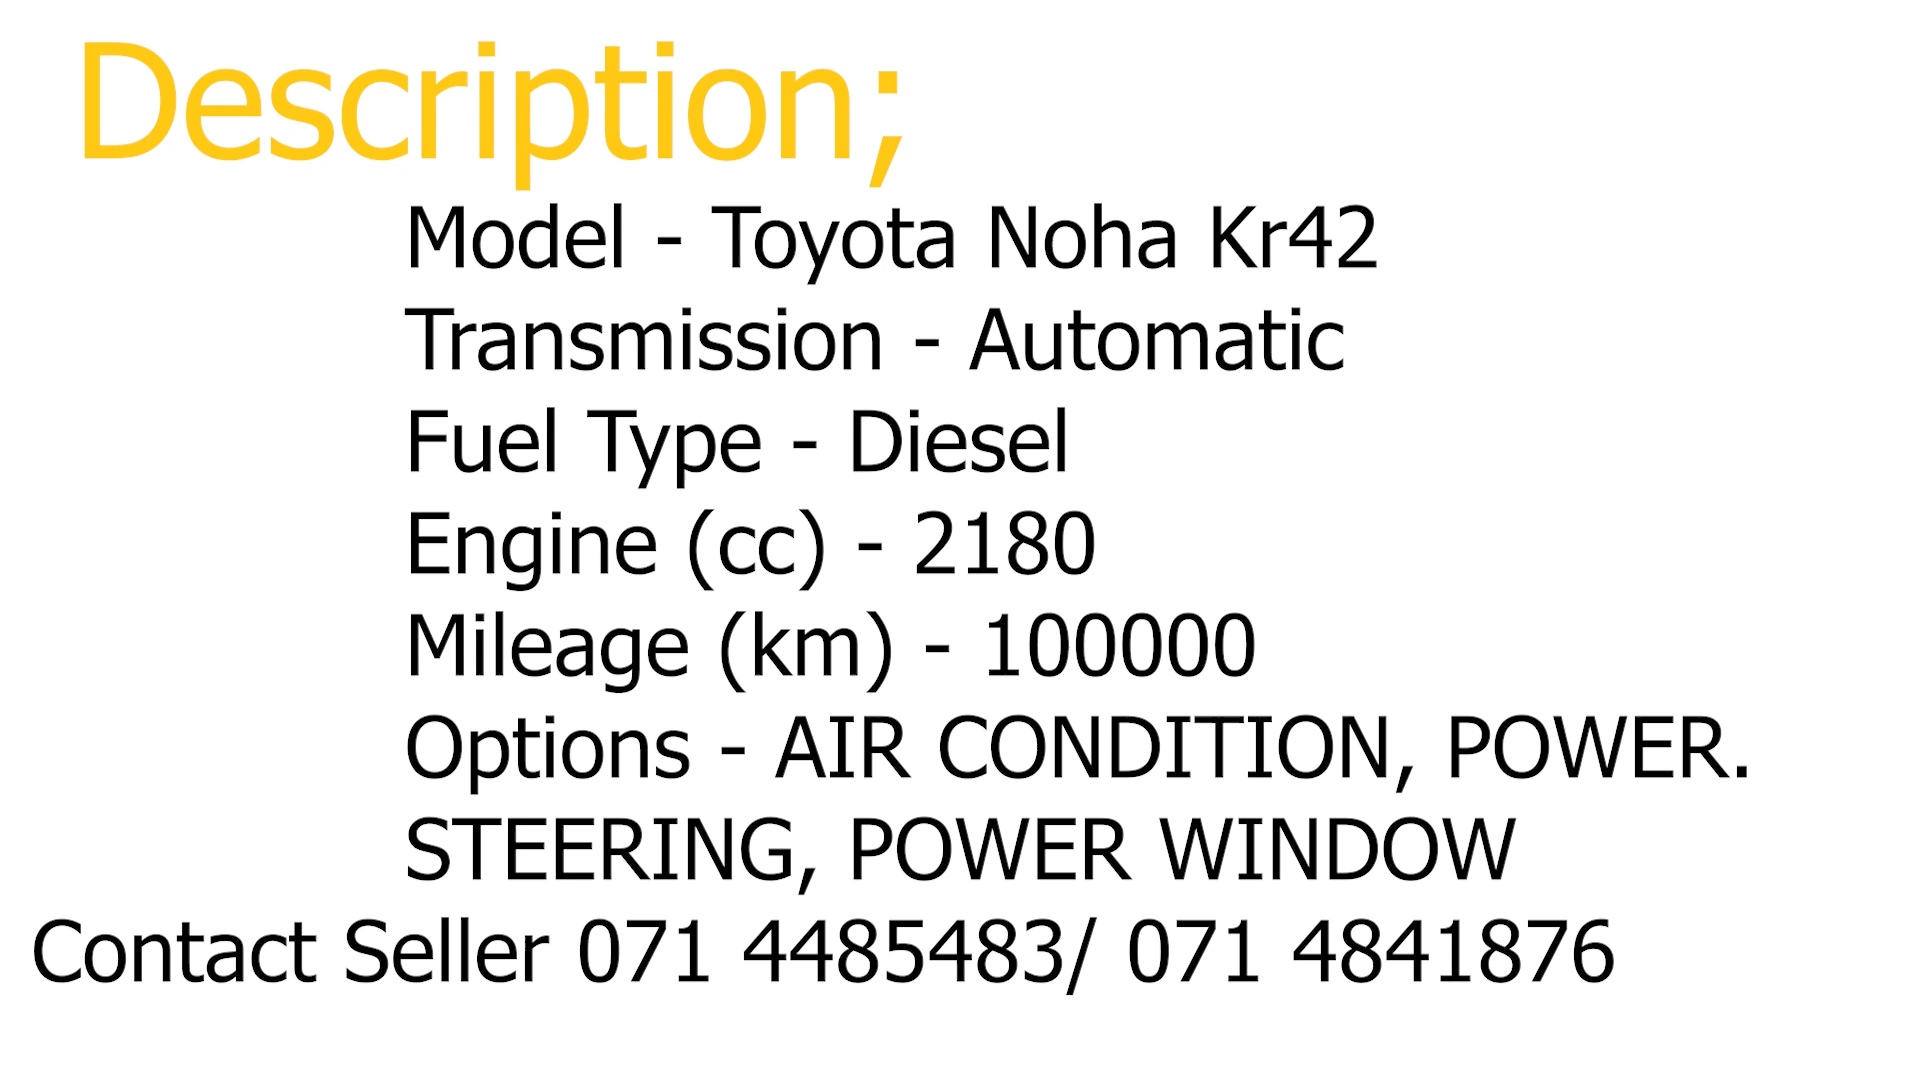 Description;
Model - Toyota Noha Kr42
Transmission - Automatic
Fuel Type - Diesel
Engine (cc) - 2180
Mileage (km) - 100000
Options - AIR CONDITION, POWER.
STEERING, POWER WINDOW
Contact Seller 071 4485483/ 071 4841876